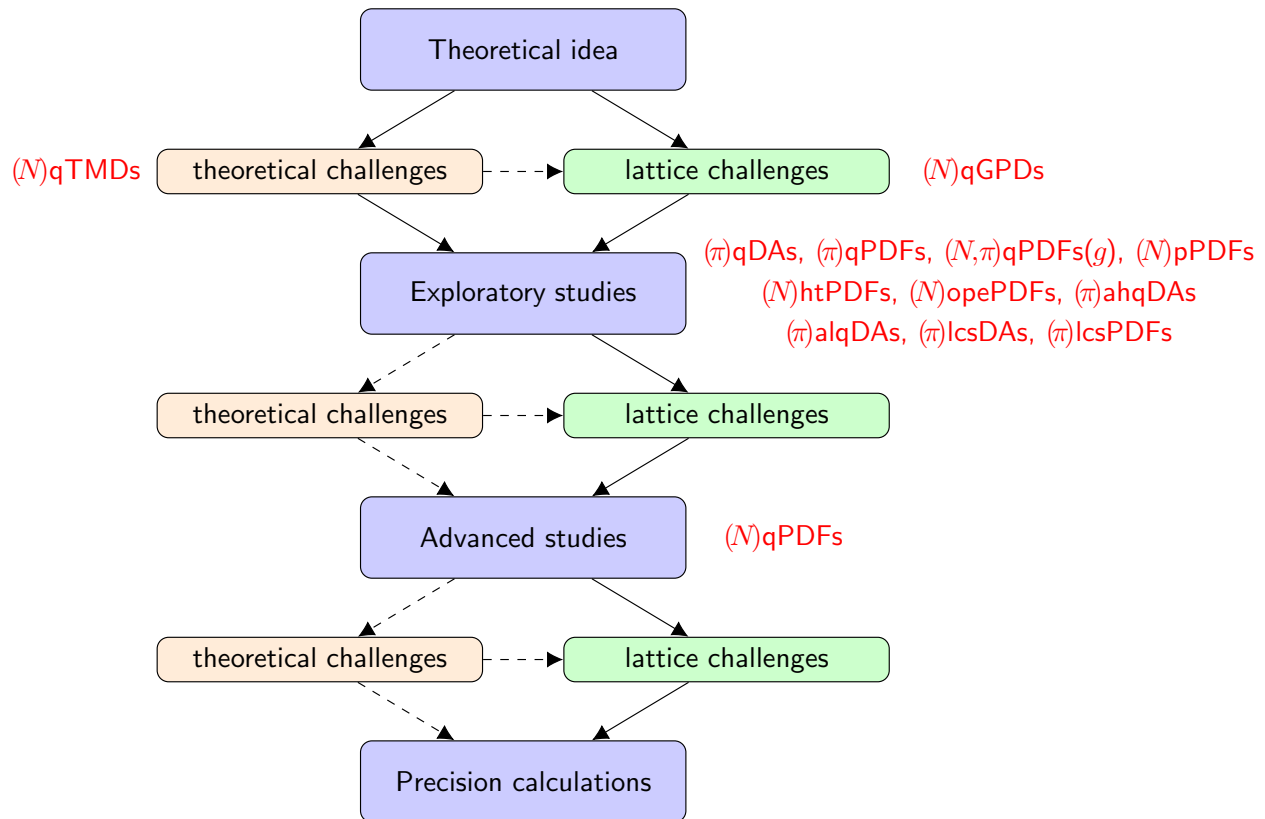 Theoretical idea
(N)qTMDs
theoretical challenges
lattice challenges
(N)qGPDs
Exploratory studies
(π)qDAs, (π)qPDFs, (N,π)qPDFs(g), (N)pPDFs
(N)htPDFs, (N)opePDFs, (π)ahqDAs
(π)alqDAs, (π)lcsDAs, (π)lcsPDFs
theoretical challenges
lattice challenges
Advanced studies
(N)qPDFs
theoretical challenges
lattice challenges
Precision calculations